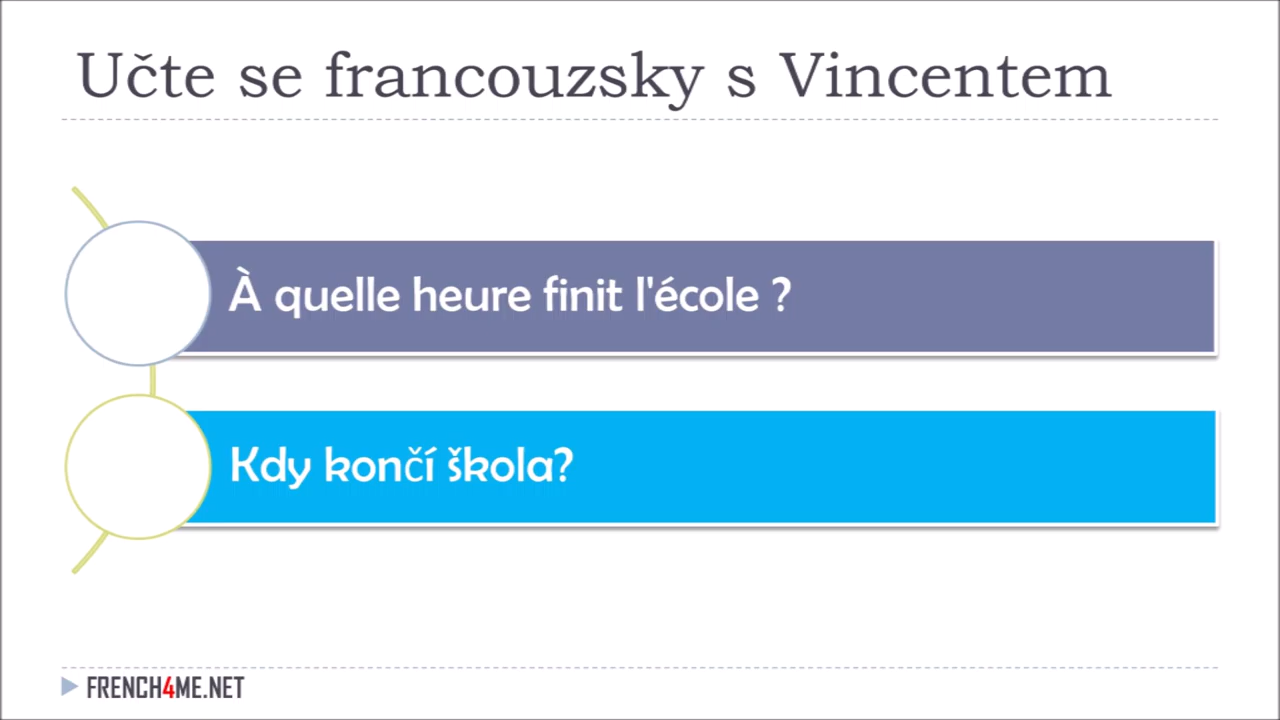 Učte se francouzsky s Vincentem
À quelle heure finit l'école ?
Kdy končí škola?
FRENCH4ME.NET